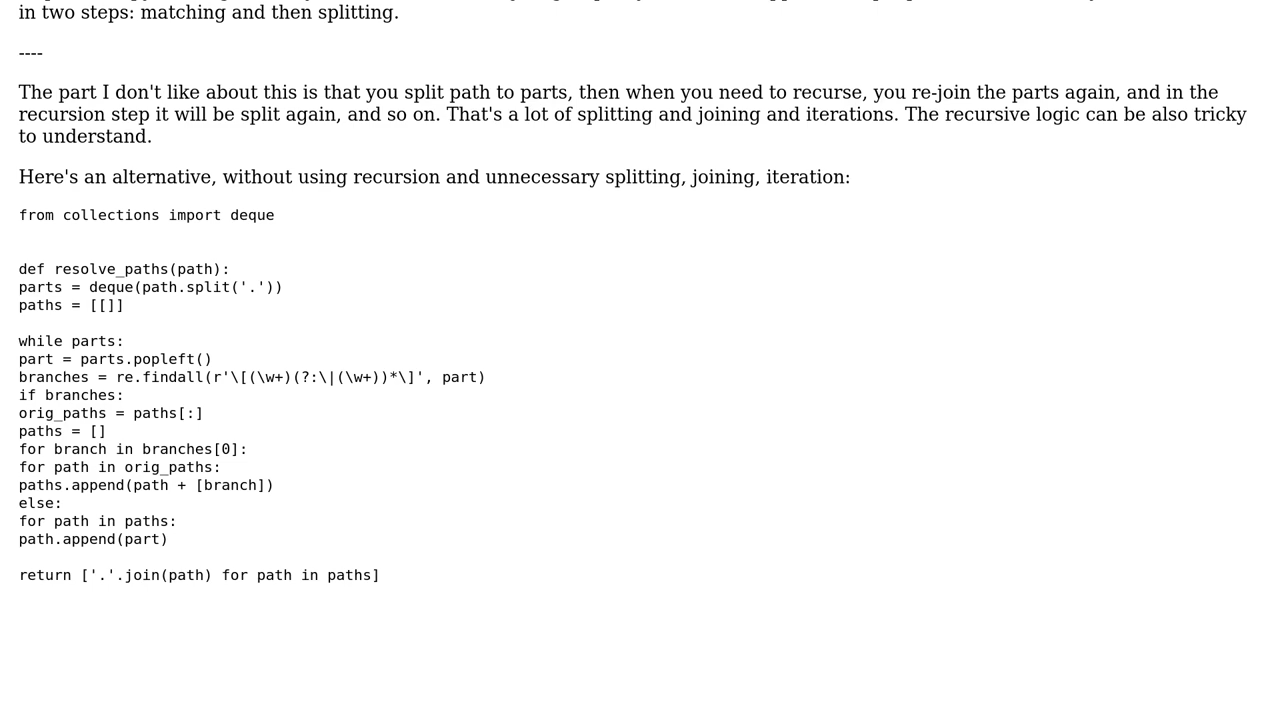 in two steps: matching and then splitting.
----
The part I don't like about this is that you split path to parts, then when you need to recurse, you re-join the parts again, and in the
recursion step it will be split again, and so on. That's a lot of splitting and joining and iterations. The recursive logic can be also tricky
to understand.
Here's an alternative, without using recursion and unnecessary splitting, joining, iteration:
from collections import deque
def resolve_paths(path):
parts = deque(path.split('.'))
paths = [[]]
while parts:
part = parts.popleft()
branches = re.findall(r'\[(\w+)(?:\|(\w+))*\]', part)
if branches:
orig_paths = paths[:]
paths = []
for branch in branches[0]:
for path in orig_paths:
paths.append(path + [branch])
else:
for path in paths:
path.append(part)
return ['.'.join(path) for path in paths]